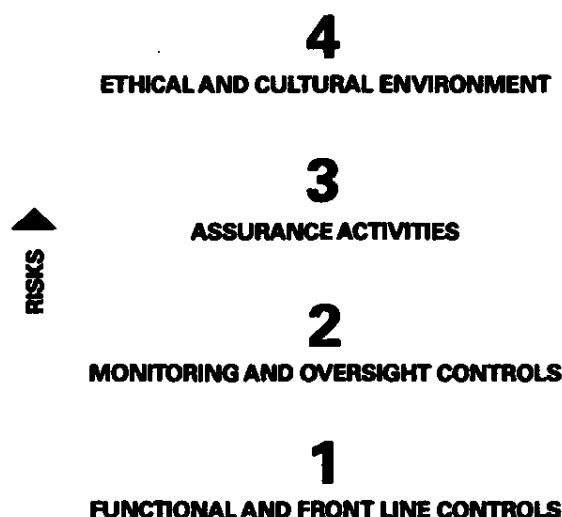 4
ETHICAL AND CULTURAL ENVIRONMENT
3
ASSURANCE ACTIVITIES
RISKS
2
MONITORING AND OVERSIGHT CONTROLS
1
FUNCTIONAL AND FRONT LINE CONTROLS